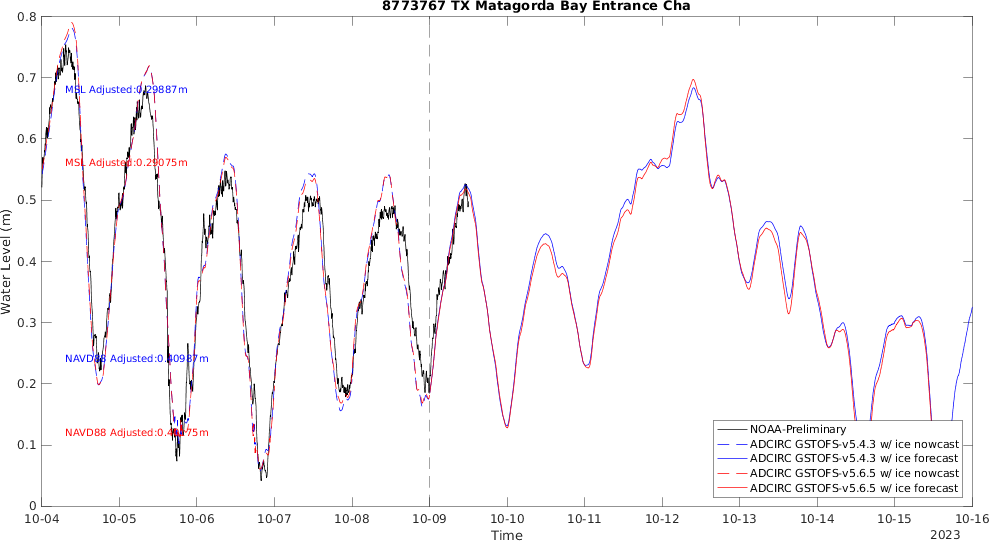 8773767 TX Matagorda Bay Entrance Cha
0.8
0.7
0.6
0.5
0.4
0.3
0.2
0.1
0
Water Level (m)
MSL Adjusted:0.29887m
MSL Adjusted:0.29075m
NAVD88 Adjusted:0.40987m
NAVD88 Adjusted:
NOAA-Preliminary
ADCIRC GSTOFS-v5.4.3 w/ ice nowcast
ADCIRC GSTOFS-v5.4.3 w/ ice forecast
ADCIRC GSTOFS-v5.6.5 w/ ice nowcast
ADCIRC GSTOFS-v5.6.5 w/ ice forecast
10-04 10-05 10-06 10-07 10-08 10-09 10-10 10-11 10-12 10-13 10-14 10-15 10-16
Time
2023